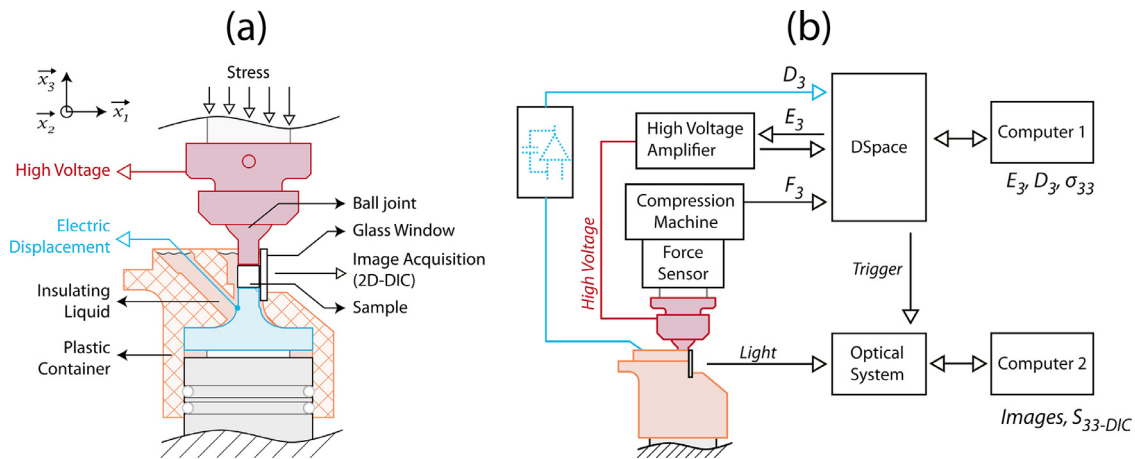 (a)
x3
x2
x1
Stress
High Voltage
Electric
Displacement
Insulating
Liquid
Plastic
Container
Ball joint
Glass Window
Image Acquisition
(2D-DIC)
Sample
(b)
D3
High Voltage
Amplifier
E3
DSpace
Computer 1
E3, D3, σ33
Compression
Machine
F3
Force
Sensor
High Voltage
Trigger
Light
Optical
System
Computer 2
Images, S33-DIC